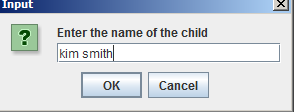 Input
Enter the name of the child
kim smith
OK
Cancel